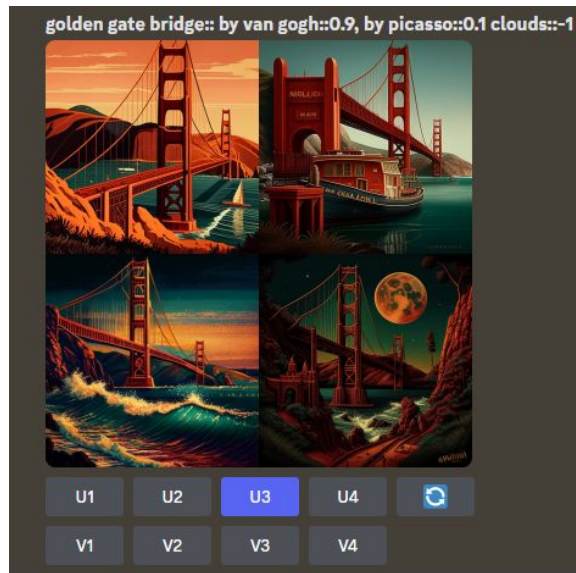 golden gate bridge:: by van gogh::0.9, by picasso::0.1 clouds::-1
U1 U2 U3 U4
V1 V2 V3 V4